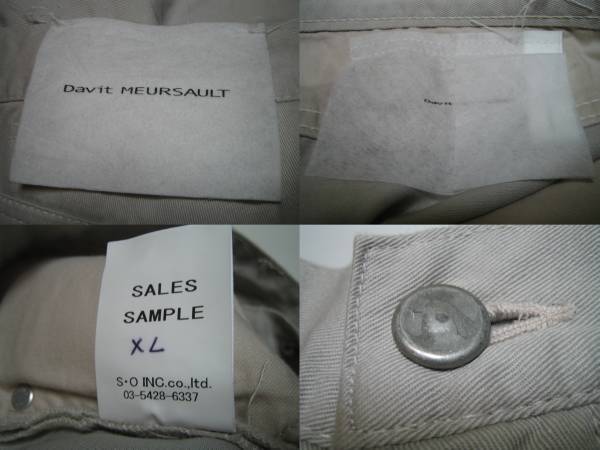 Davit MEURSAULT
Davit
SALES
SAMPLE
XL
S·O INC.co.,ltd.
03-5428-6337